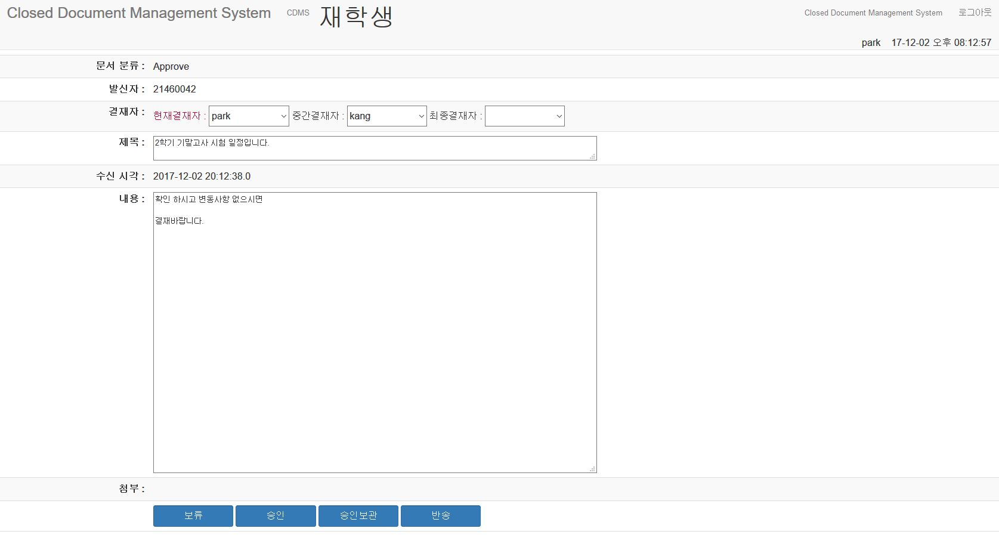 Closed Document Management System CDMS 재학생 Closed Document Management System 로그아웃
park 17-12-02 오후 08:12:57
문서 분류 : Approve
발신자 : 21460042
결재자 : 현재결재자 : park 중간결재자 : kang 최종결재자 :
제목 : 2학기 기말고사 시험 일정입니다.
수신 시각 : 2017-12-02 20:12:38.0
내용 : 확인 하시고 변동사항 없으시면
결재바랍니다.
첨부 :
보류 승인 승인보관 반송